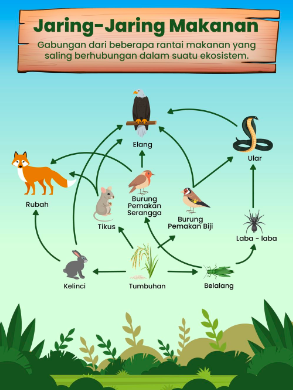 Jaring-Jaring Makanan
Gabungan dari beberapa rantai makanan yang
saling berhubungan dalam suatu ekosistem.
Elang
Ular
Rubah
Tikus
Burung
Pemakan
Serangga
Burung
Pemakan Biji
Laba - laba
Kelinci
Tumbuhan
Belalang